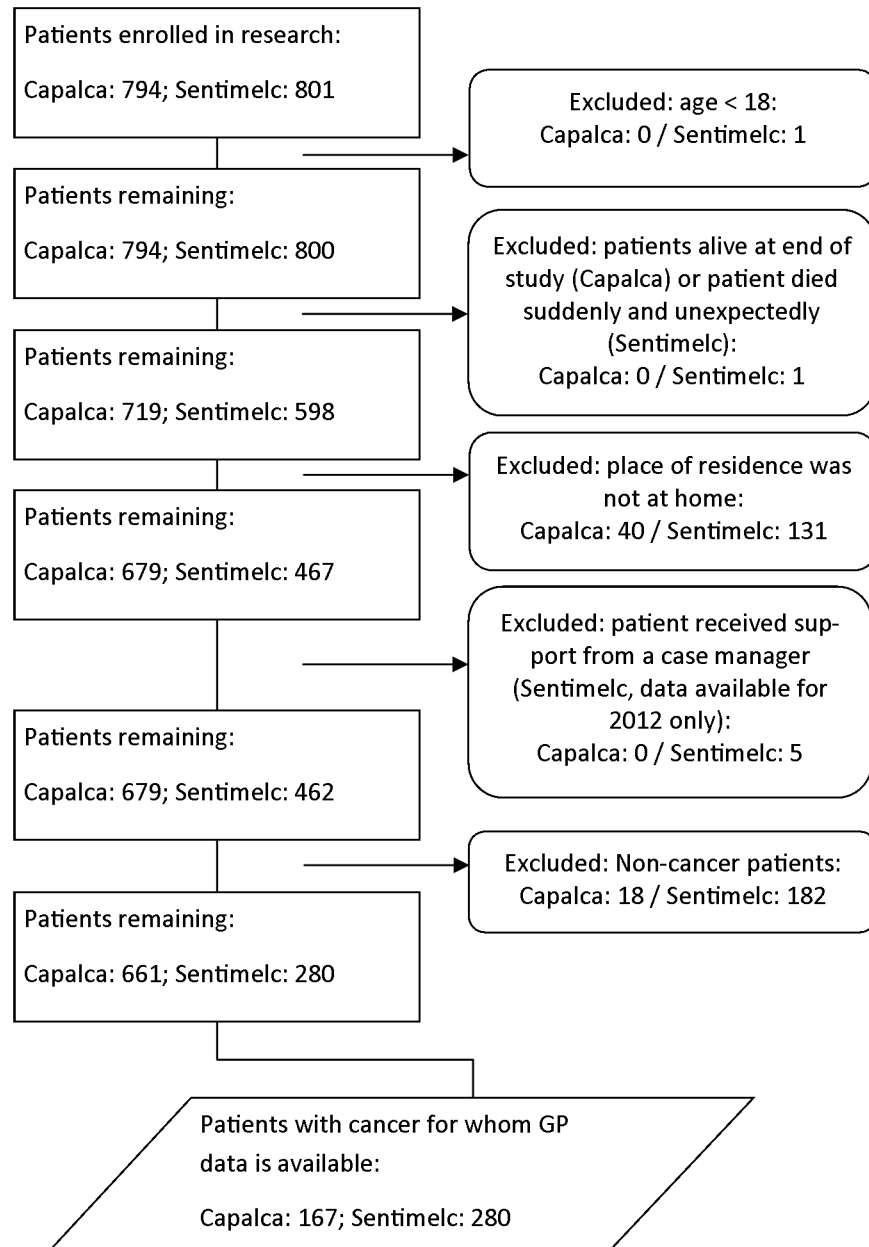 Patients enrolled in research:
Capalca: 794; Sentimelc: 801
Excluded: age < 18:
Capalca: 0 / Sentimelc: 1
Patients remaining:
Capalca: 794; Sentimelc: 800
Excluded: patients alive at end of
study (Capalca) or patient died
suddenly and unexpectedly
(Sentimelc):
Capalca: 0 / Sentimelc: 1
Patients remaining:
Capalca: 719; Sentimelc: 598
Excluded: place of residence was
not at home:
Capalca: 40 / Sentimelc: 131
Patients remaining:
Capalca: 679; Sentimelc: 467
Excluded: patient received sup-
port from a case manager
(Sentimelc, data available for
2012 only):
Capalca: 0 / Sentimelc: 5
Patients remaining:
Capalca: 679; Sentimelc: 462
Excluded: Non-cancer patients:
Capalca: 18 / Sentimelc: 182
Patients remaining:
Capalca: 661; Sentimelc: 280
Patients with cancer for whom GP
data is available:
Capalca: 167; Sentimelc: 280